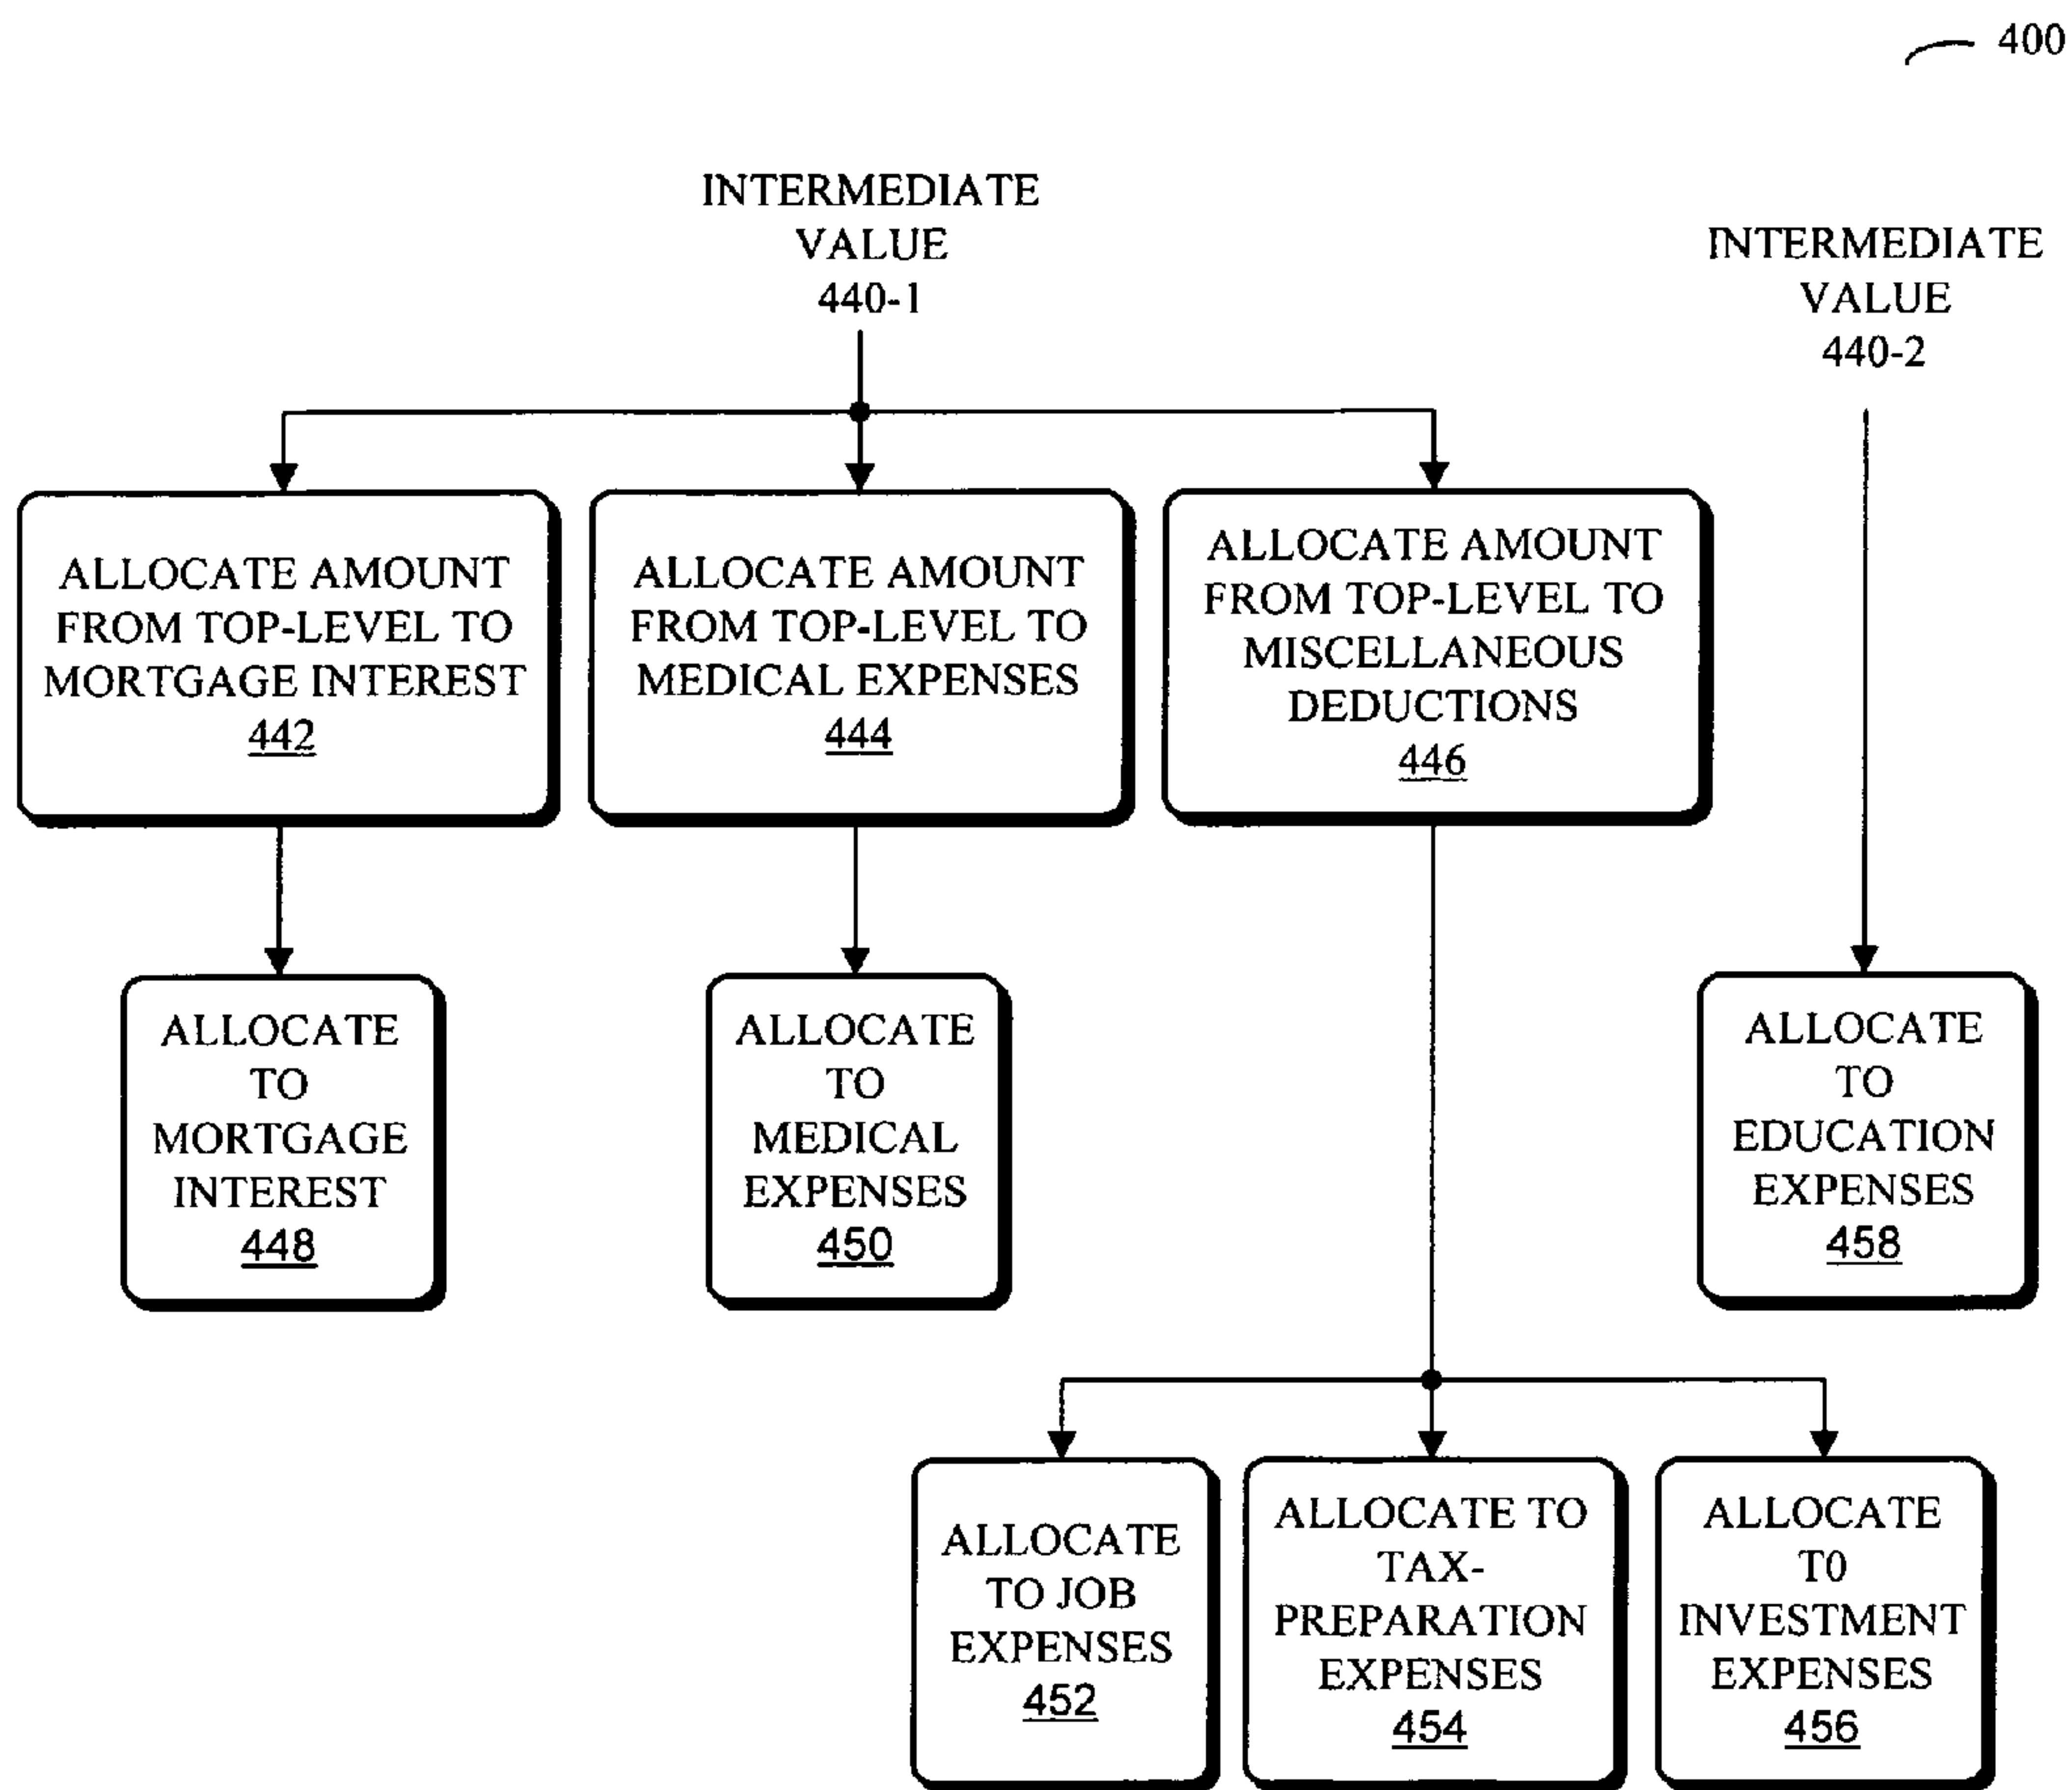 400
INTERMEDIATE
VALUE
440-1
INTERMEDIATE
VALUE
440-2
ALLOCATE AMOUNT
FROM TOP-LEVEL TO
MORTGAGE INTEREST
442
ALLOCATE AMOUNT
FROM TOP-LEVEL TO
MEDICAL EXPENSES
444
ALLOCATE AMOUNT
FROM TOP-LEVEL TO
MISCELLANEOUS
DEDUCTIONS
446
ALLOCATE
TO
MORTGAGE
INTEREST
448
ALLOCATE
TO
MEDICAL
EXPENSES
450
ALLOCATE
TO
EDUCATION
EXPENSES
458
ALLOCATE
TO JOB
EXPENSES
452
ALLOCATE TO
TAX-
PREPARATION
EXPENSES
454
ALLOCATE
T0
INVESTMENT
EXPENSES
456